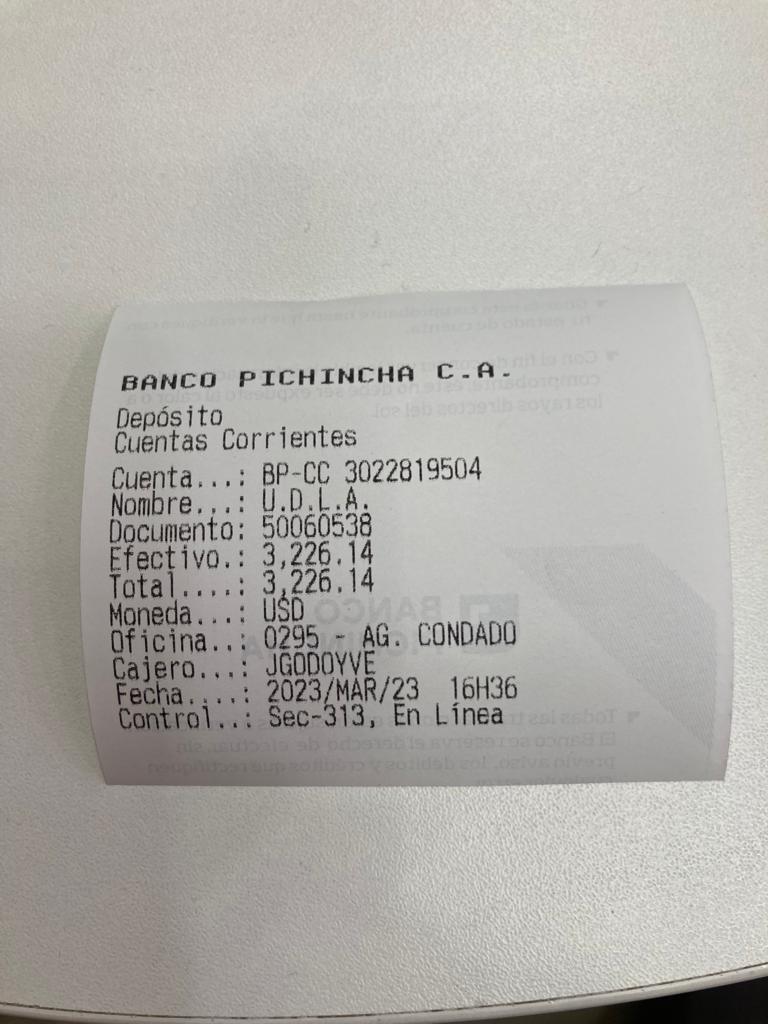 BANCO PICHINCHA C.A.
Depósito
Cuentas Corrientes
Cuenta...: BP-CC 3022819504
Nombre...: U.D.L.A.
Documento: 50060538
Efectivo.: 3,226.14
Total....: 3,226.14
Moneda...: USD
Oficina..: 0295 - AG. CONDADO
Cajero...: JGODOYVE
Fecha....: 2023/MAR/23 16H36
Control..: Sec-313, En Línea